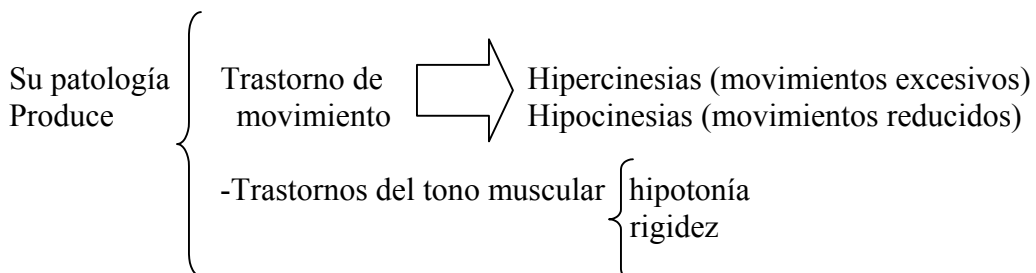 Su patología
Produce
Trastorno de
movimiento
Hipercinesias (movimientos excesivos)
Hipocinesias (movimientos reducidos)
-Trastornos del tono muscular
hipotonía
rigidez